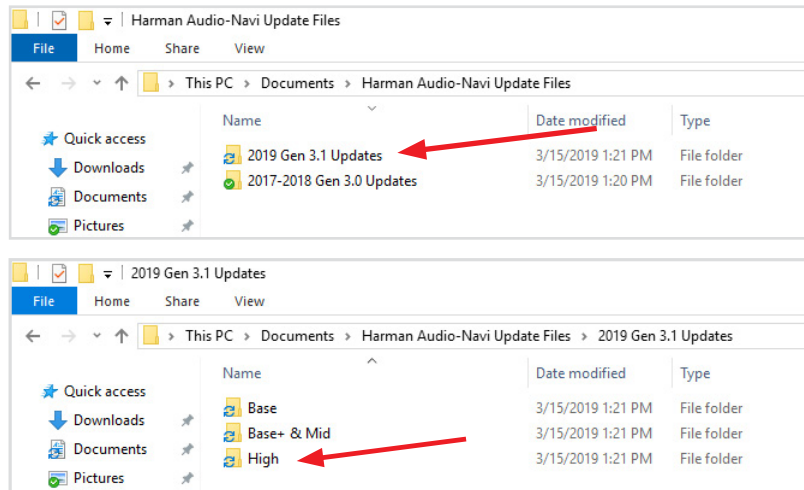 Harman Audio-Navi Update Files
File Home Share View
This PC > Documents > Harman Audio-Navi Update Files
Name Date modified Type
Quick access
2019 Gen 3.1 Updates 3/15/2019 1:21 PM File folder
Downloads
2017-2018 Gen 3.0 Updates 3/15/2019 1:20 PM File folder
Documents
Pictures
2019 Gen 3.1 Updates
File Home Share View
This PC > Documents > Harman Audio-Navi Update Files > 2019 Gen 3.1 Updates
Name Date modified Type
Quick access
Base 3/15/2019 1:21 PM File folder
Downloads
Base+ & Mid 3/15/2019 1:21 PM File folder
Documents
High 3/15/2019 1:21 PM File folder
Pictures